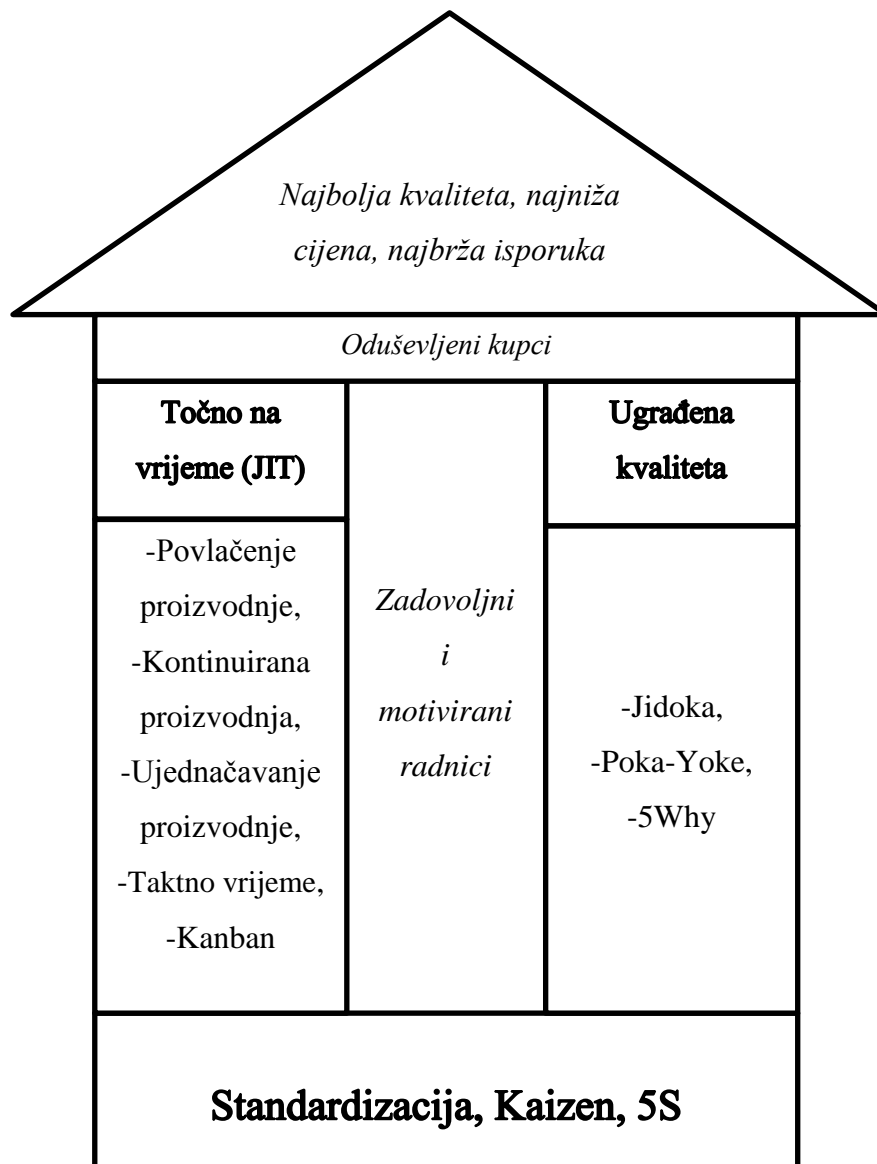 Najbolja kvaliteta, najniža
cijena, najbrža isporuka
Oduševljeni kupci
Točno na
vrijeme (JIT)
-Povlačenje
proizvodnje,
-Kontinuirana
proizvodnja,
-Ujednačavanje
proizvodnje,
-Taktno vrijeme,
-Kanban
Zadovoljni
i
motivirani
radnici
Ugrađena
kvaliteta
-Jidoka,
-Poka-Yoke,
-5Why
Standardizacija, Kaizen, 5S